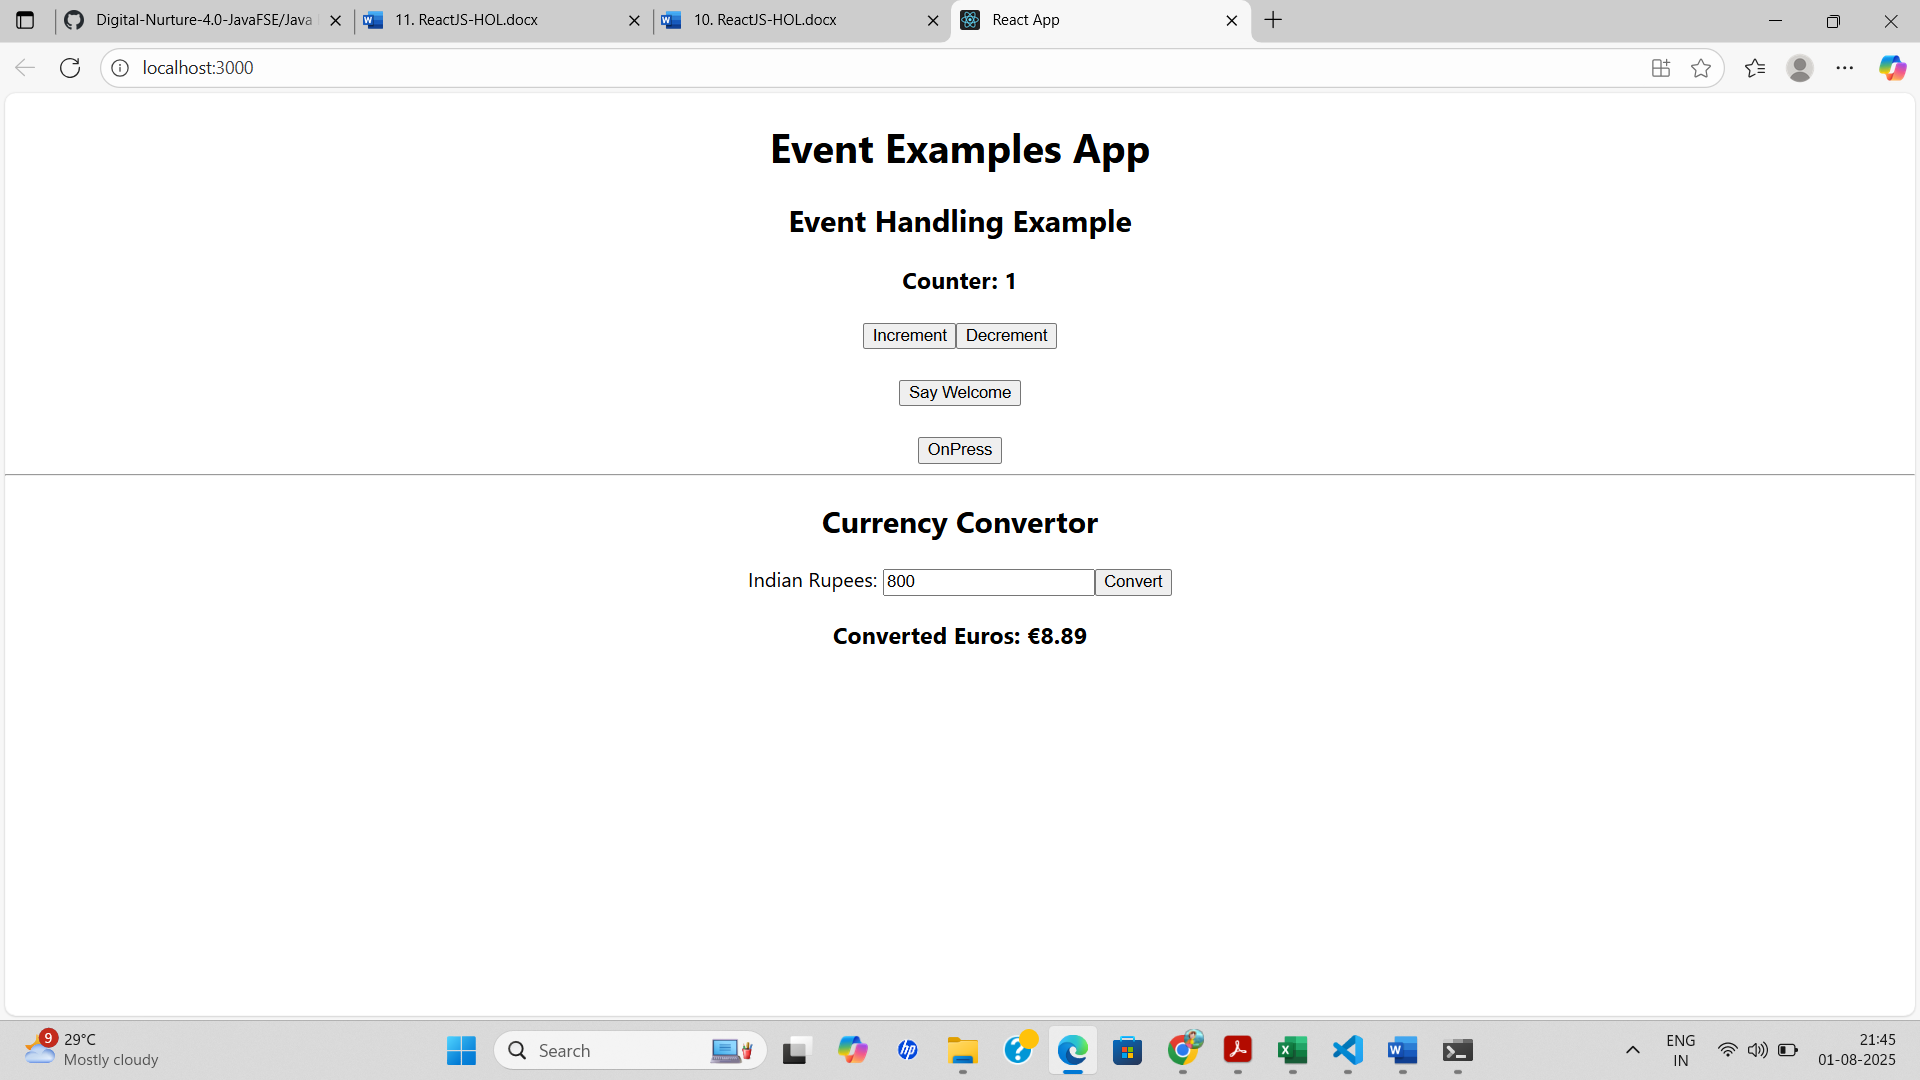 Digital-Nurture-4.0-JavaFSE/Java
11. ReactJS-HOL.docx
10. ReactJS-HOL.docx
React App
localhost:3000
Event Examples App
Event Handling Example
Counter: 1
Increment Decrement
Say Welcome
OnPress
Currency Convertor
Indian Rupees: 800 Convert
Converted Euros: €8.89
9
29°C
Mostly cloudy
Search
hp
ENG
IN
21:45
01-08-2025